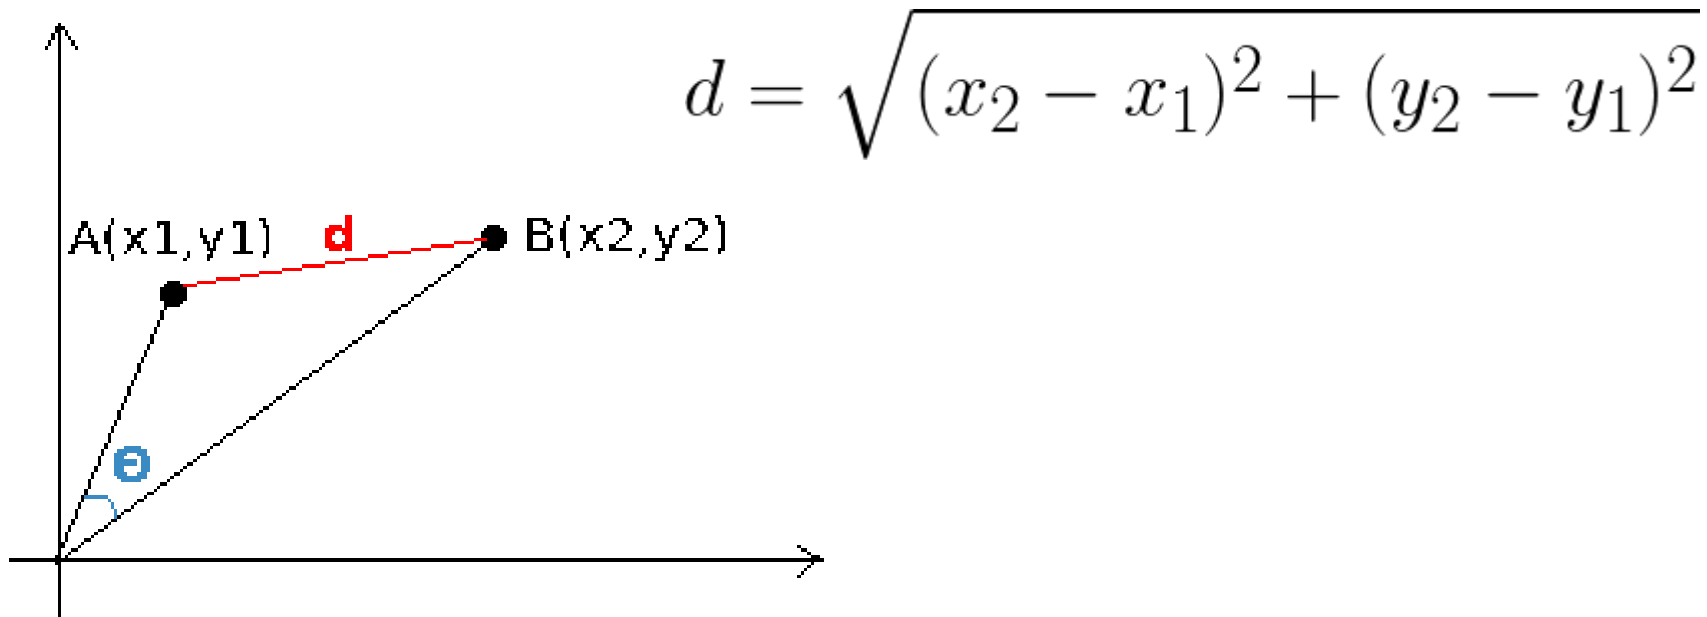 d = √(x₂ − x₁)² + (y₂ − y₁)²
A(x1,y1) d B(x2,y2)
Θ